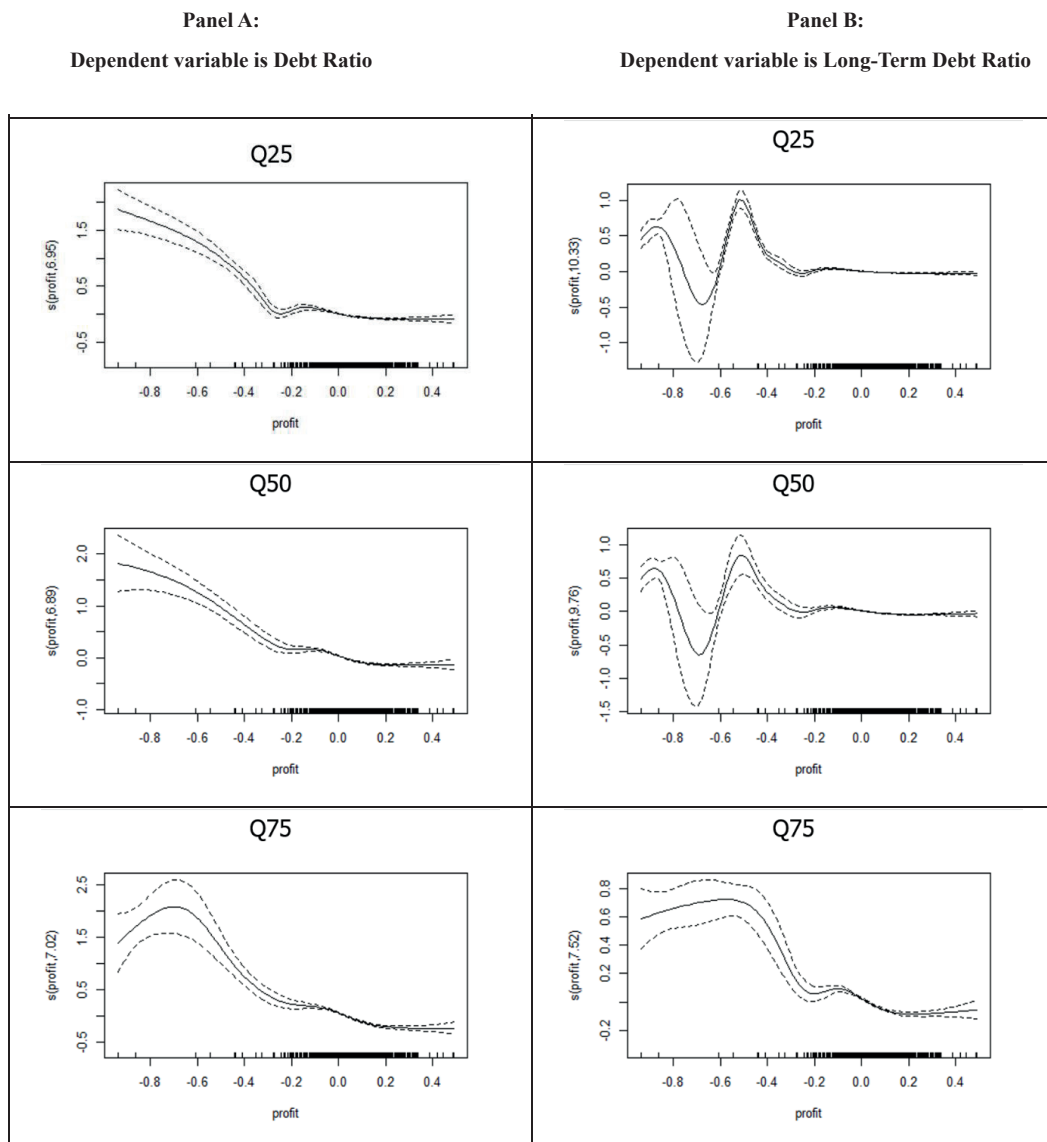 Panel A:
Dependent variable is Debt Ratio
Panel B:
Dependent variable is Long-Term Debt Ratio
Q25
s(profit,6.95)
1.5
0.5
-0.5
-0.8 -0.6 -0.4 -0.2 0.0 0.2 0.4
profit
Q25
s(profit,10.33)
1.0
0.5
0.0
-0.5
-1.0
-0.8 -0.6 -0.4 -0.2 0.0 0.2 0.4
profit
Q50
s(profit,6.89)
2.0
1.0
0.0
-1.0
-0.8 -0.6 -0.4 -0.2 0.0 0.2 0.4
profit
Q50
s(profit,9.76)
1.0
0.5
0.0
-0.5
-1.0
-1.5
-0.8 -0.6 -0.4 -0.2 0.0 0.2 0.4
profit
Q75
s(profit,7.02)
2.5
1.5
0.5
-0.5
-0.8 -0.6 -0.4 -0.2 0.0 0.2 0.4
profit
Q75
s(profit,7.52)
0.8
0.6
0.4
0.2
-0.2
-0.8 -0.6 -0.4 -0.2 0.0 0.2 0.4
profit